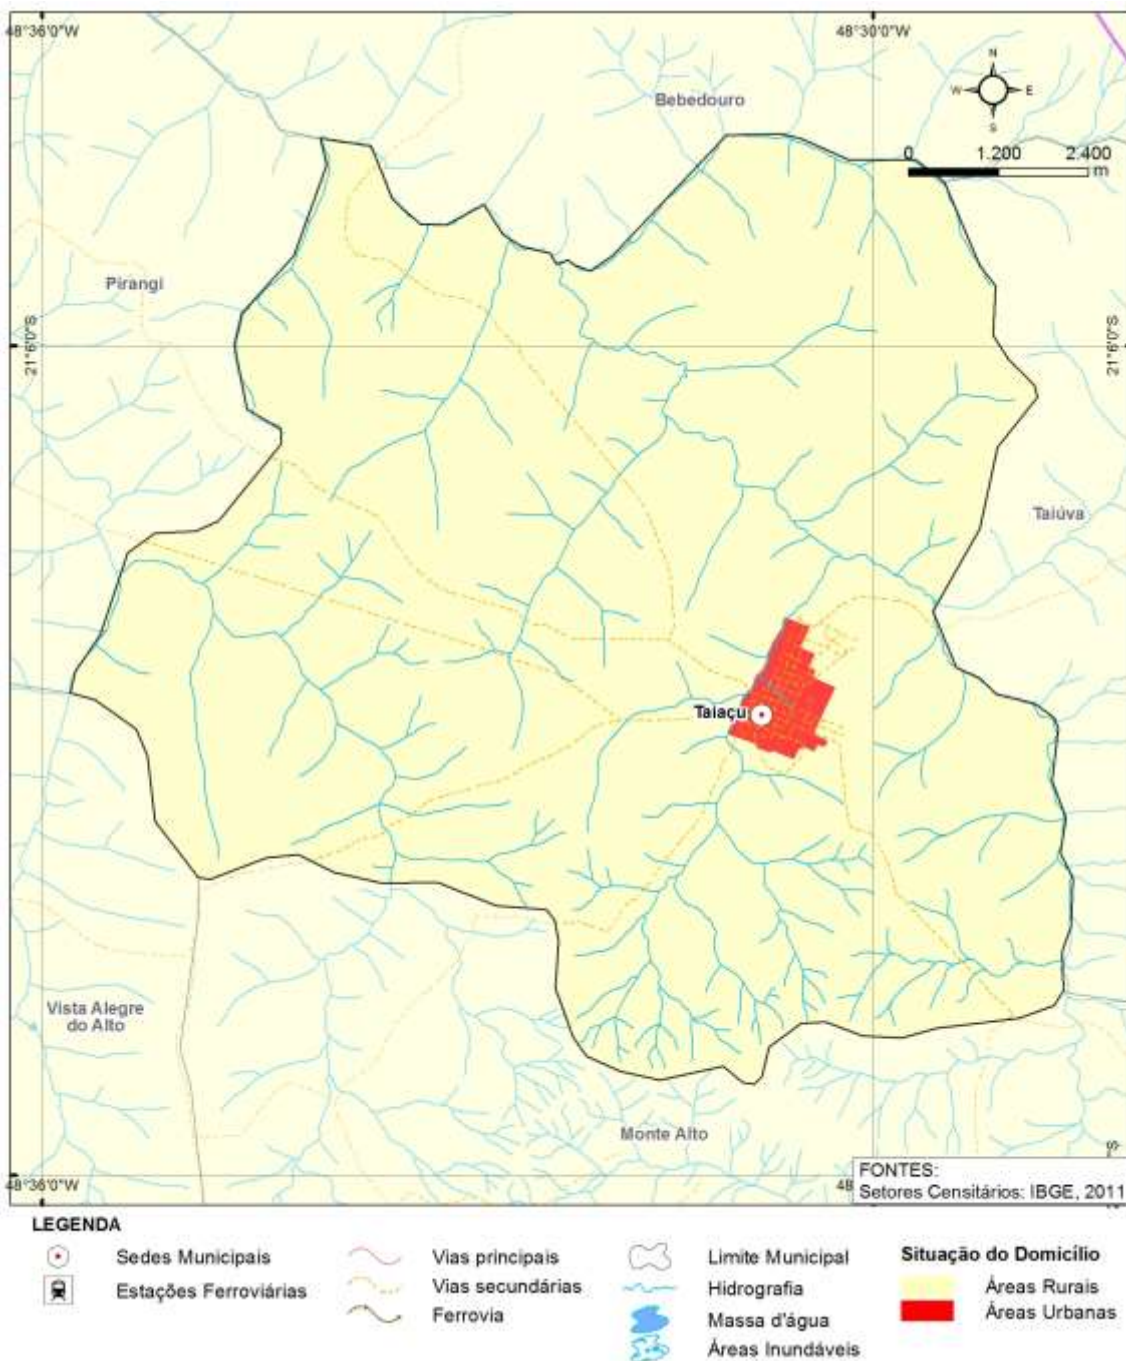 48°36'0"W
48°30'0"W
N
W E
S
Bebedouro
0 1.200 2.400
m
Pirangi
21°6'0"S
21°6'0"S
Taiúva
Taiaçu
Vista Alegre
do Alto
Monte Alto
48°36'0"W
FONTES:
Setores Censitários: IBGE, 2011
LEGENDA
Sedes Municipais
Estações Ferroviárias
Vias principais
Vias secundárias
Ferrovia
Limite Municipal
Hidrografia
Massa d'água
Áreas Inundáveis
Situação do Domicílio
Áreas Rurais
Áreas Urbanas